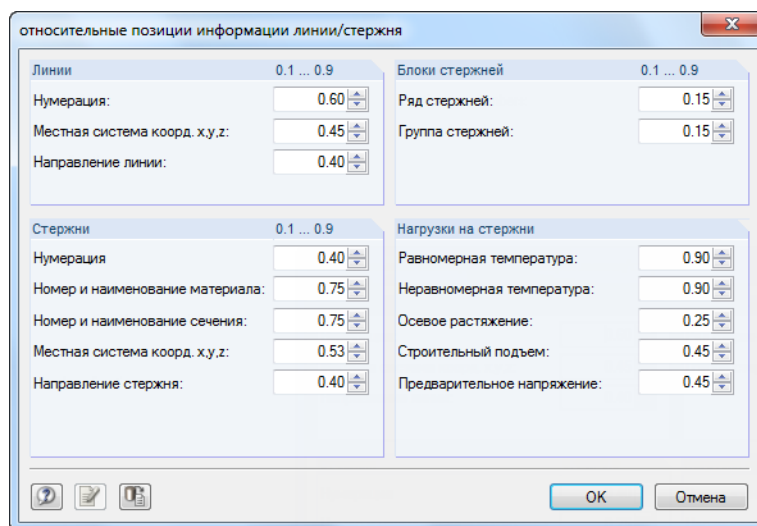 относительные позиции информации линии/стержня
Линии 0.1 ... 0.9
Нумерация: 0.60
Местная система коорд. x,y,z: 0.45
Направление линии: 0.40
Блоки стержней 0.1 ... 0.9
Ряд стержней: 0.15
Группа стержней: 0.15
Стержни 0.1 ... 0.9
Нумерация 0.40
Номер и наименование материала: 0.75
Номер и наименование сечения: 0.75
Местная система коорд. x,y,z: 0.53
Направление стержня: 0.40
Нагрузки на стержни
Равномерная температура: 0.90
Неравномерная температура: 0.90
Осевое растяжение: 0.25
Строительный подъем: 0.45
Предварительное напряжение: 0.45
OK Отмена